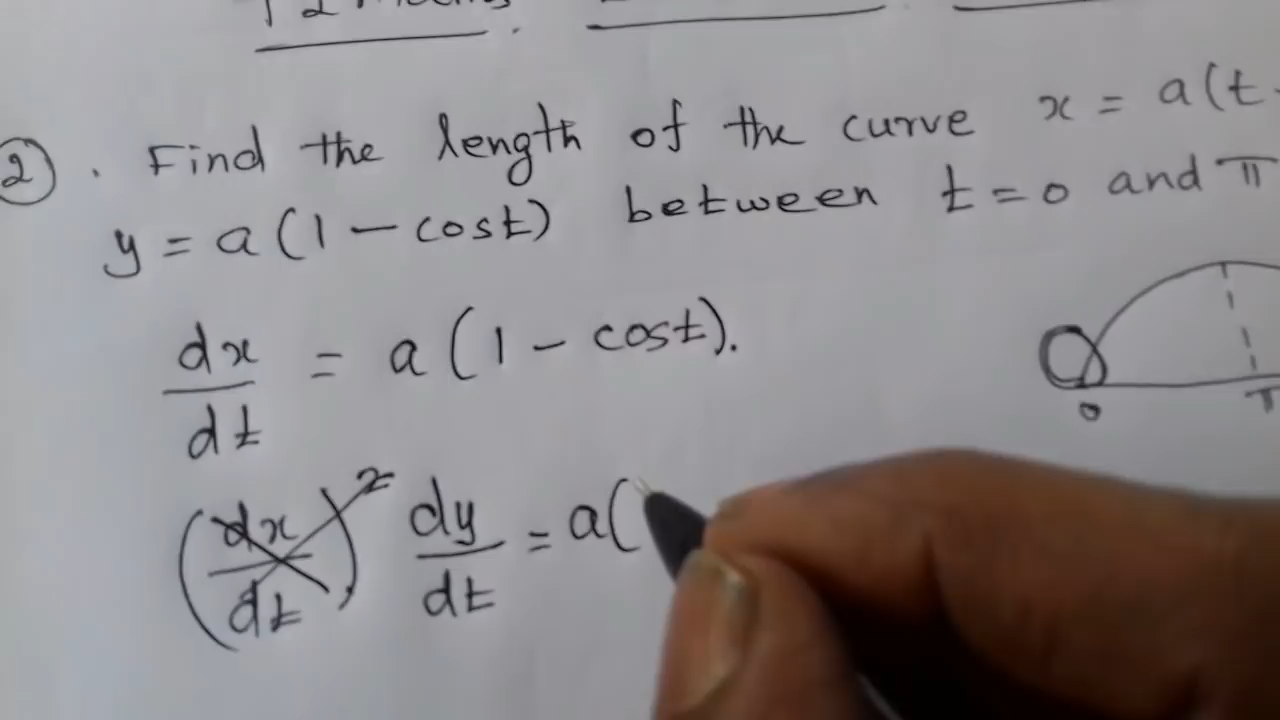 2. Find the length of the curve x = a(t -
y = a(1 - cost) between t = 0 and π
dx/dt = a(1 - cost).
(dx/dt)² dy/dt = a(
0 π